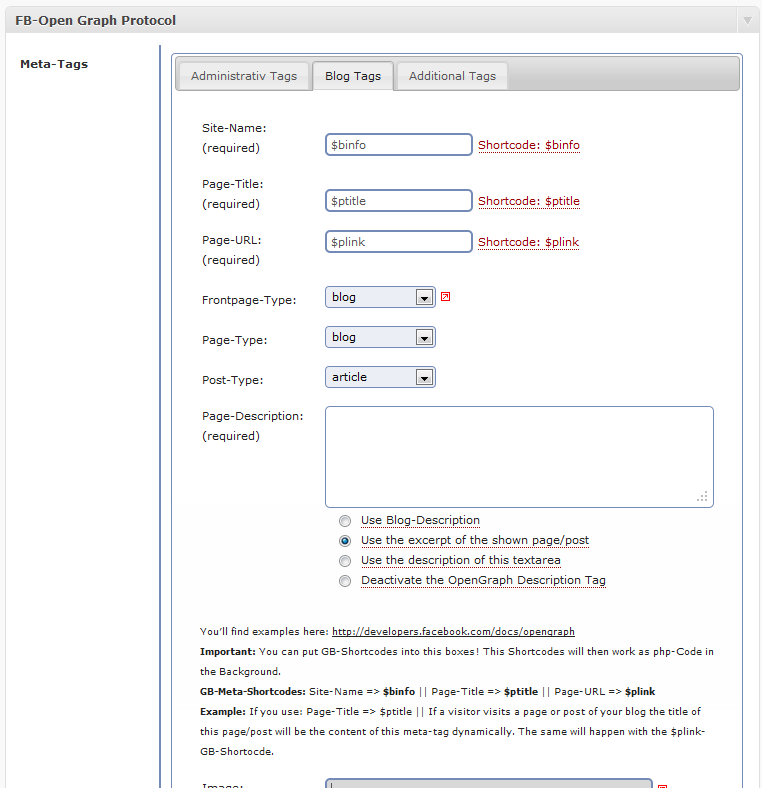 FB-Open Graph Protocol
Meta-Tags
Administrativ Tags
Blog Tags
Additional Tags
Site-Name:
(required)
$binfo
Shortcode: $binfo
Page-Title:
(required)
$ptitle
Shortcode: $ptitle
Page-URL:
(required)
$plink
Shortcode: $plink
Frontpage-Type:
blog
Page-Type:
blog
Post-Type:
article
Page-Description:
(required)
Use Blog-Description
Use the excerpt of the shown page/post
Use the description of this textarea
Deactivate the OpenGraph Description Tag
You'll find examples here: http://developers.facebook.com/docs/opengraph
Important: You can put GB-Shortcodes into this boxes! This Shortcodes will then work as php-Code in
the Background.
GB-Meta-Shortcodes: Site-Name => $binfo || Page-Title => $ptitle || Page-URL => $plink
Example: If you use: Page-Title => $ptitle || If a visitor visits a page or post of your blog the title of
this page/post will be the content of this meta-tag dynamically. The same will happen with the $plink-
GB-Shortocde.
Image: